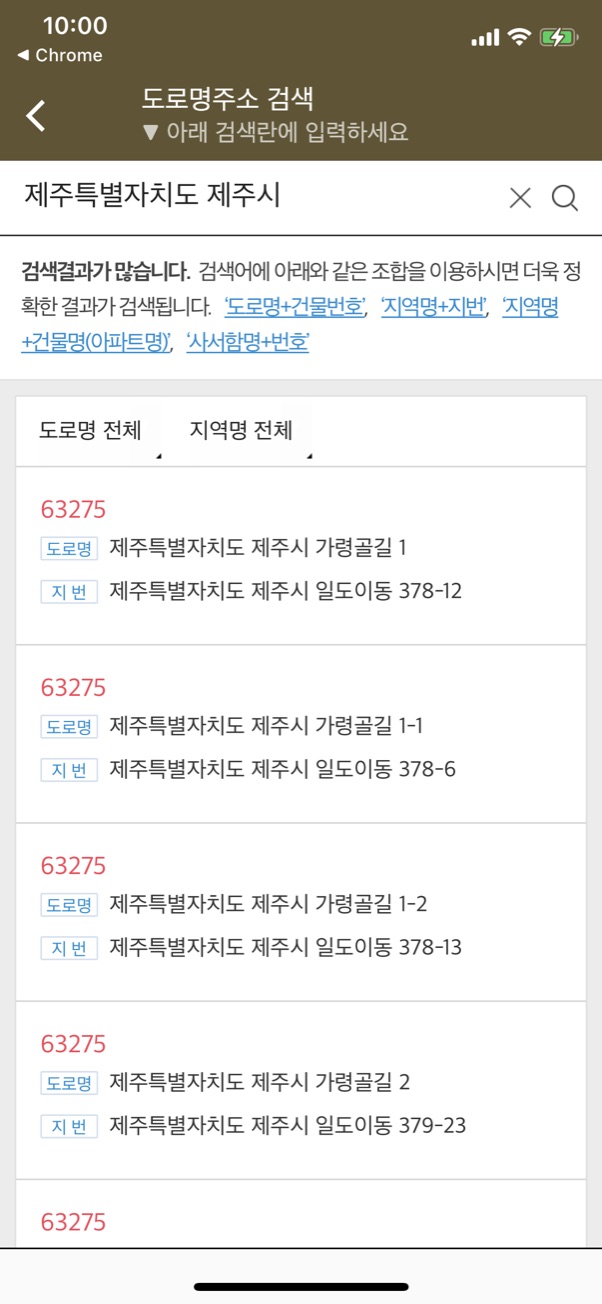 10:00
◀ Chrome
도로명주소 검색
▼ 아래 검색란에 입력하세요
제주특별자치도 제주시
검색결과가 많습니다. 검색어에 아래와 같은 조합을 이용하시면 더욱 정
확한 결과가 검색됩니다. ‘도로명+건물번호’, ‘지역명+지번’, ‘지역명
+건물명(아파트명)’, ‘사서함명+번호’
도로명 전체 지역명 전체
63275
도로명 제주특별자치도 제주시 가령골길 1
지 번 제주특별자치도 제주시 일도이동 378-12
63275
도로명 제주특별자치도 제주시 가령골길 1-1
지 번 제주특별자치도 제주시 일도이동 378-6
63275
도로명 제주특별자치도 제주시 가령골길 1-2
지 번 제주특별자치도 제주시 일도이동 378-13
63275
도로명 제주특별자치도 제주시 가령골길 2
지 번 제주특별자치도 제주시 일도이동 379-23
63275